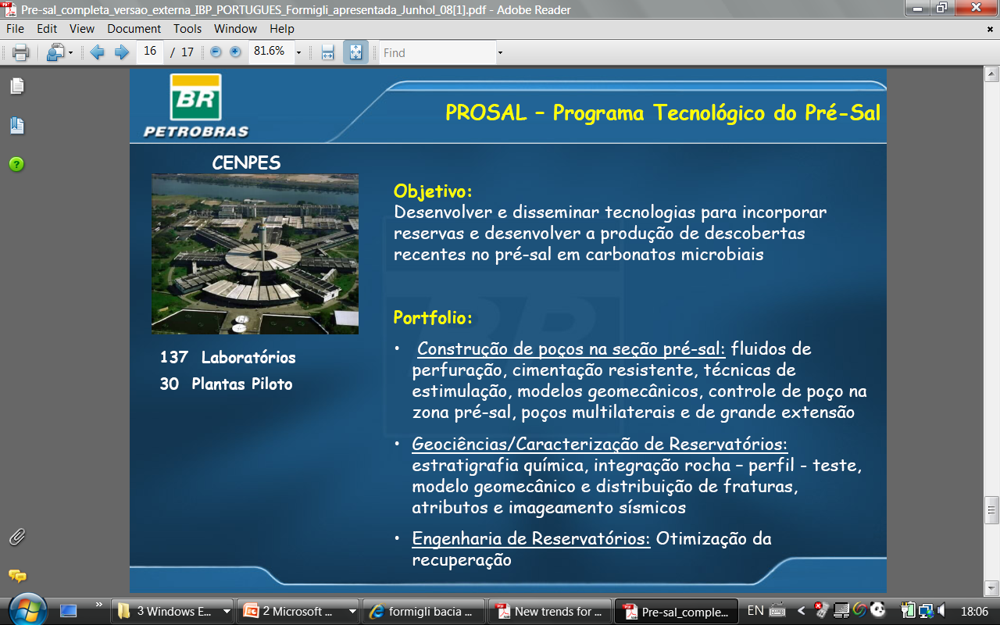 Pre-sal_completa_versao_externa_IBP_PORTUGUES_Formigli_apresentada_Junhol_08[1].pdf - Adobe Reader
File Edit View Document Tools Window Help
16 / 17 81.6% Find
BR
PETROBRAS
PROSAL – Programa Tecnológico do Pré-Sal
CENPES
137 Laboratórios
30 Plantas Piloto
Objetivo:
Desenvolver e disseminar tecnologias para incorporar
reservas e desenvolver a produção de descobertas
recentes no pré-sal em carbonatos microbiais
Portfolio:
• Construção de poços na seção pré-sal: fluidos de
perfuração, cimentação resistente, técnicas de
estimulação, modelos geomecânicos, controle de poço na
zona pré-sal, poços multilaterais e de grande extensão
• Geociências/Caracterização de Reservatórios:
estratigrafia química, integração rocha – perfil - teste,
modelo geomecânico e distribuição de fraturas,
atributos e imageamento sísmicos
• Engenharia de Reservatórios: Otimização da
recuperação
» 3 Windows E... 2 Microsoft ... formigli bacia ... New trends for ... Pre-sal_comple... EN < 18:06